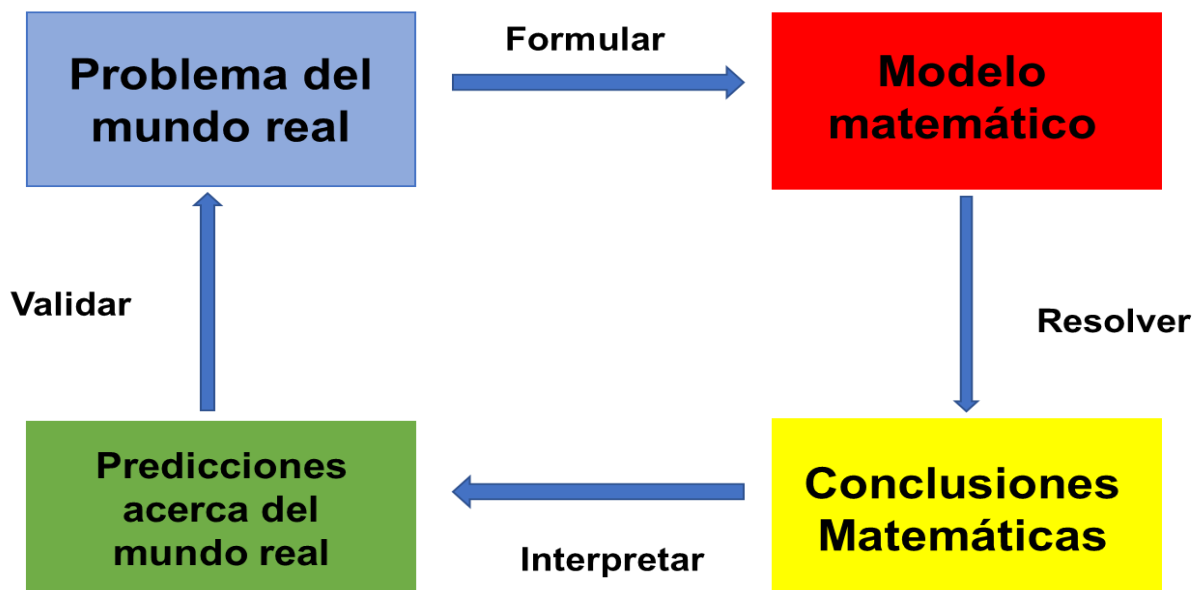 Problema del
mundo real
Formular
Modelo
matemático
Validar
Resolver
Predicciones
acerca del
mundo real
Interpretar
Conclusiones
Matemáticas